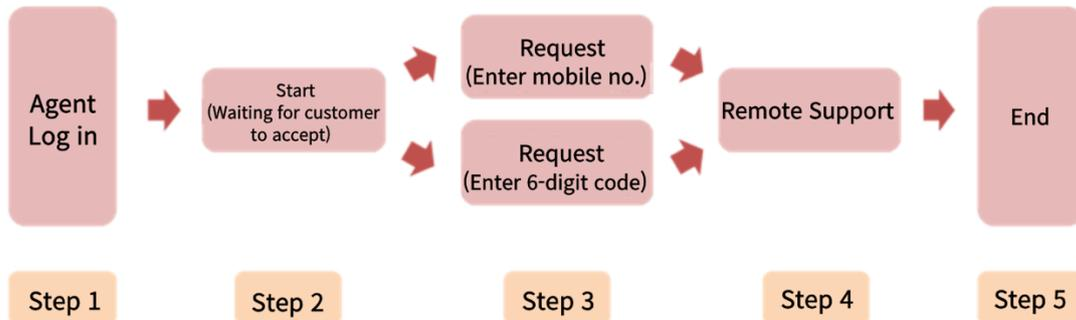 Agent
Log in
Start
(Waiting for customer
to accept)
Request
(Enter mobile no.)
Request
(Enter 6-digit code)
Remote Support
End
Step 1
Step 2
Step 3
Step 4
Step 5